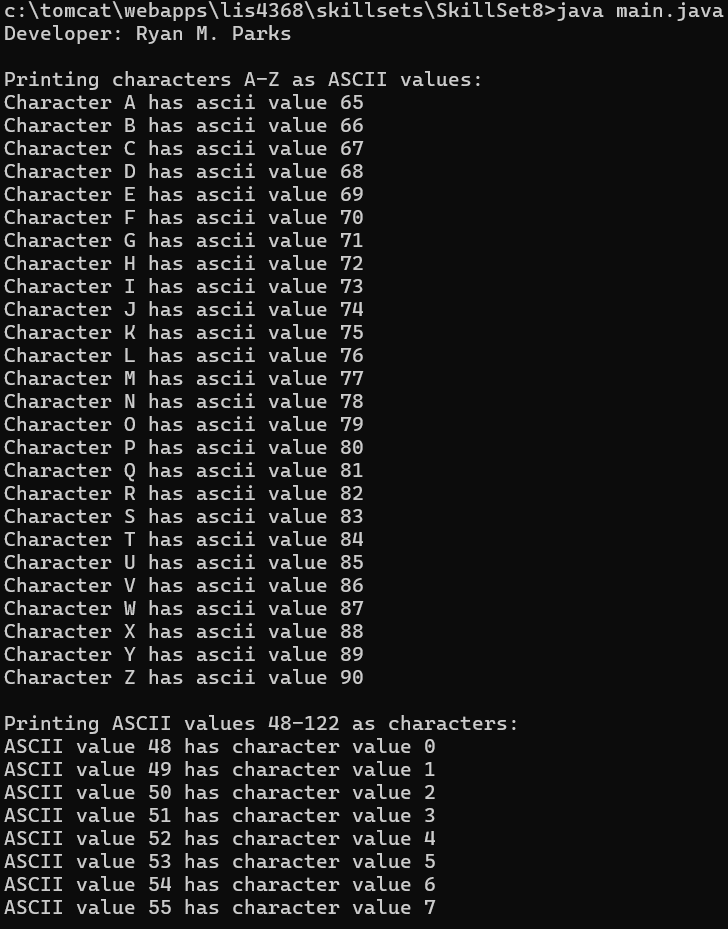 c:\tomcat\webapps\lis4368\skillsets\SkillSet8>java main.java
Developer: Ryan M. Parks
Printing characters A-Z as ASCII values:
Character A has ascii value 65
Character B has ascii value 66
Character C has ascii value 67
Character D has ascii value 68
Character E has ascii value 69
Character F has ascii value 70
Character G has ascii value 71
Character H has ascii value 72
Character I has ascii value 73
Character J has ascii value 74
Character K has ascii value 75
Character L has ascii value 76
Character M has ascii value 77
Character N has ascii value 78
Character O has ascii value 79
Character P has ascii value 80
Character Q has ascii value 81
Character R has ascii value 82
Character S has ascii value 83
Character T has ascii value 84
Character U has ascii value 85
Character V has ascii value 86
Character W has ascii value 87
Character X has ascii value 88
Character Y has ascii value 89
Character Z has ascii value 90
Printing ASCII values 48-122 as characters:
ASCII value 48 has character value 0
ASCII value 49 has character value 1
ASCII value 50 has character value 2
ASCII value 51 has character value 3
ASCII value 52 has character value 4
ASCII value 53 has character value 5
ASCII value 54 has character value 6
ASCII value 55 has character value 7